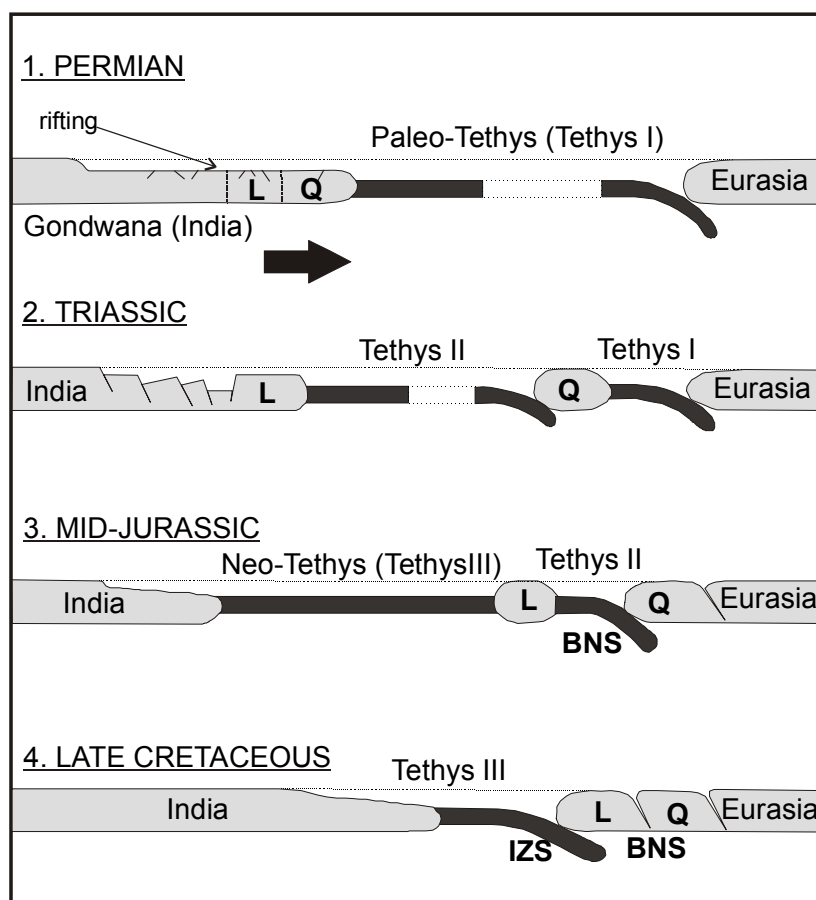 1. PERMIAN
rifting
Paleo-Tethys (Tethys I)
L Q Eurasia
Gondwana (India)
2. TRIASSIC
Tethys II Tethys I
India L Q Eurasia
3. MID-JURASSIC
Neo-Tethys (TethysIII) Tethys II
India L Q Eurasia
BNS
4. LATE CRETACEOUS
Tethys III
India L Q Eurasia
IZS BNS